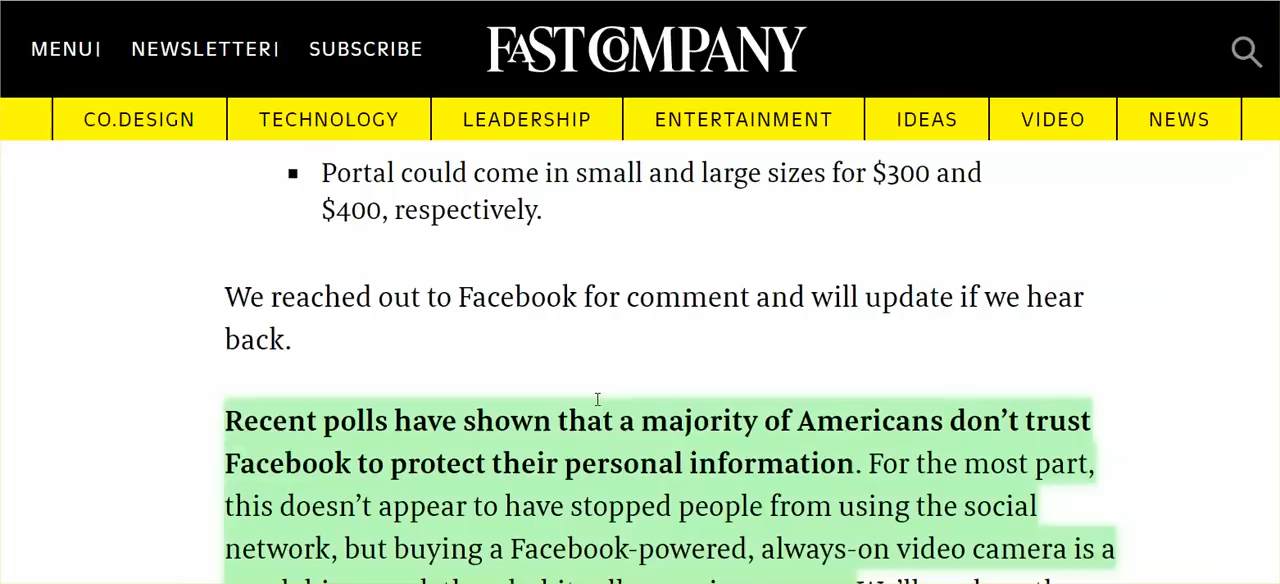 MENU NEWSLETTER SUBSCRIBE FAST COMPANY
CO.DESIGN TECHNOLOGY LEADERSHIP ENTERTAINMENT IDEAS VIDEO NEWS
▪ Portal could come in small and large sizes for $300 and
$400, respectively.
We reached out to Facebook for comment and will update if we hear
back.
Recent polls have shown that a majority of Americans don’t trust
Facebook to protect their personal information. For the most part,
this doesn’t appear to have stopped people from using the social
network, but buying a Facebook-powered, always-on video camera is a